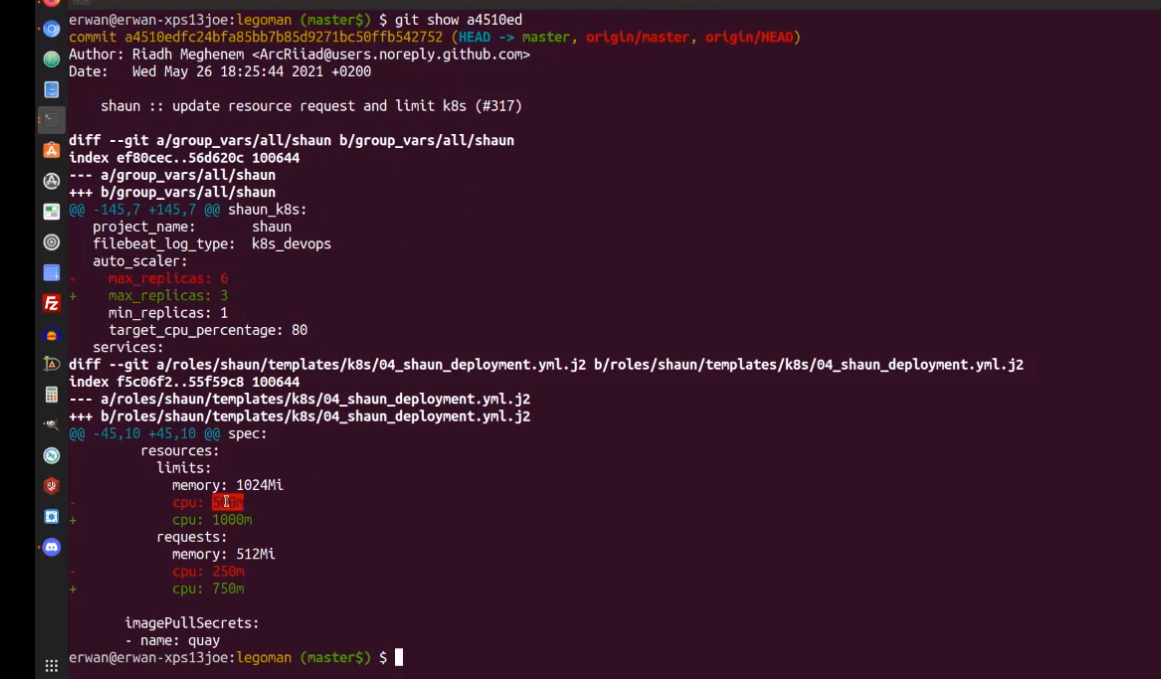 erwan@erwan-xps13joe:legoman (master$) $ git show a4510ed
commit a4510edfc24bfa85bb7b85d9271bc50ffb542752 (HEAD -> master, origin/master, origin/HEAD)
Author: Riadh Meghenem <ArcRiiad@users.noreply.github.com>
Date:   Wed May 26 18:25:44 2021 +0200
    shaun :: update resource request and limit k8s (#317)
diff --git a/group_vars/all/shaun b/group_vars/all/shaun
index ef80cec..56d620c 100644
--- a/group_vars/all/shaun
+++ b/group_vars/all/shaun
@@ -145,7 +145,7 @@ shaun_k8s:
   project_name:       shaun
   filebeat_log_type:  k8s_devops
   auto_scaler:
-    max_replicas: 6
+    max_replicas: 3
     min_replicas: 1
     target_cpu_percentage: 80
   services:
diff --git a/roles/shaun/templates/k8s/04_shaun_deployment.yml.j2 b/roles/shaun/templates/k8s/04_shaun_deployment.yml.j2
index f5c06f2..55f59c8 100644
--- a/roles/shaun/templates/k8s/04_shaun_deployment.yml.j2
+++ b/roles/shaun/templates/k8s/04_shaun_deployment.yml.j2
@@ -45,10 +45,10 @@ spec:
         resources:
           limits:
             memory: 1024Mi
-            cpu:
+            cpu: 1000m
           requests:
             memory: 512Mi
-            cpu: 250m
+            cpu: 750m
       imagePullSecrets:
       - name: quay
erwan@erwan-xps13joe:legoman (master$) $
Fz